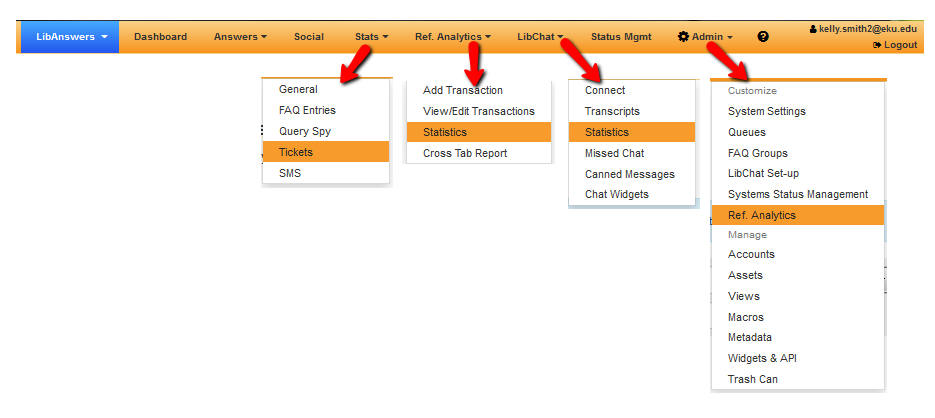 LibAnswers Dashboard Answers Social Stats Ref. Analytics LibChat Status Mgmt Admin ? kelly.smith2@eku.edu
Logout
General
FAQ Entries
Query Spy
Tickets
SMS
Add Transaction
View/Edit Transactions
Statistics
Cross Tab Report
Connect
Transcripts
Statistics
Missed Chat
Canned Messages
Chat Widgets
Customize
System Settings
Queues
FAQ Groups
LibChat Set-up
Systems Status Management
Ref. Analytics
Manage
Accounts
Assets
Views
Macros
Metadata
Widgets & API
Trash Can